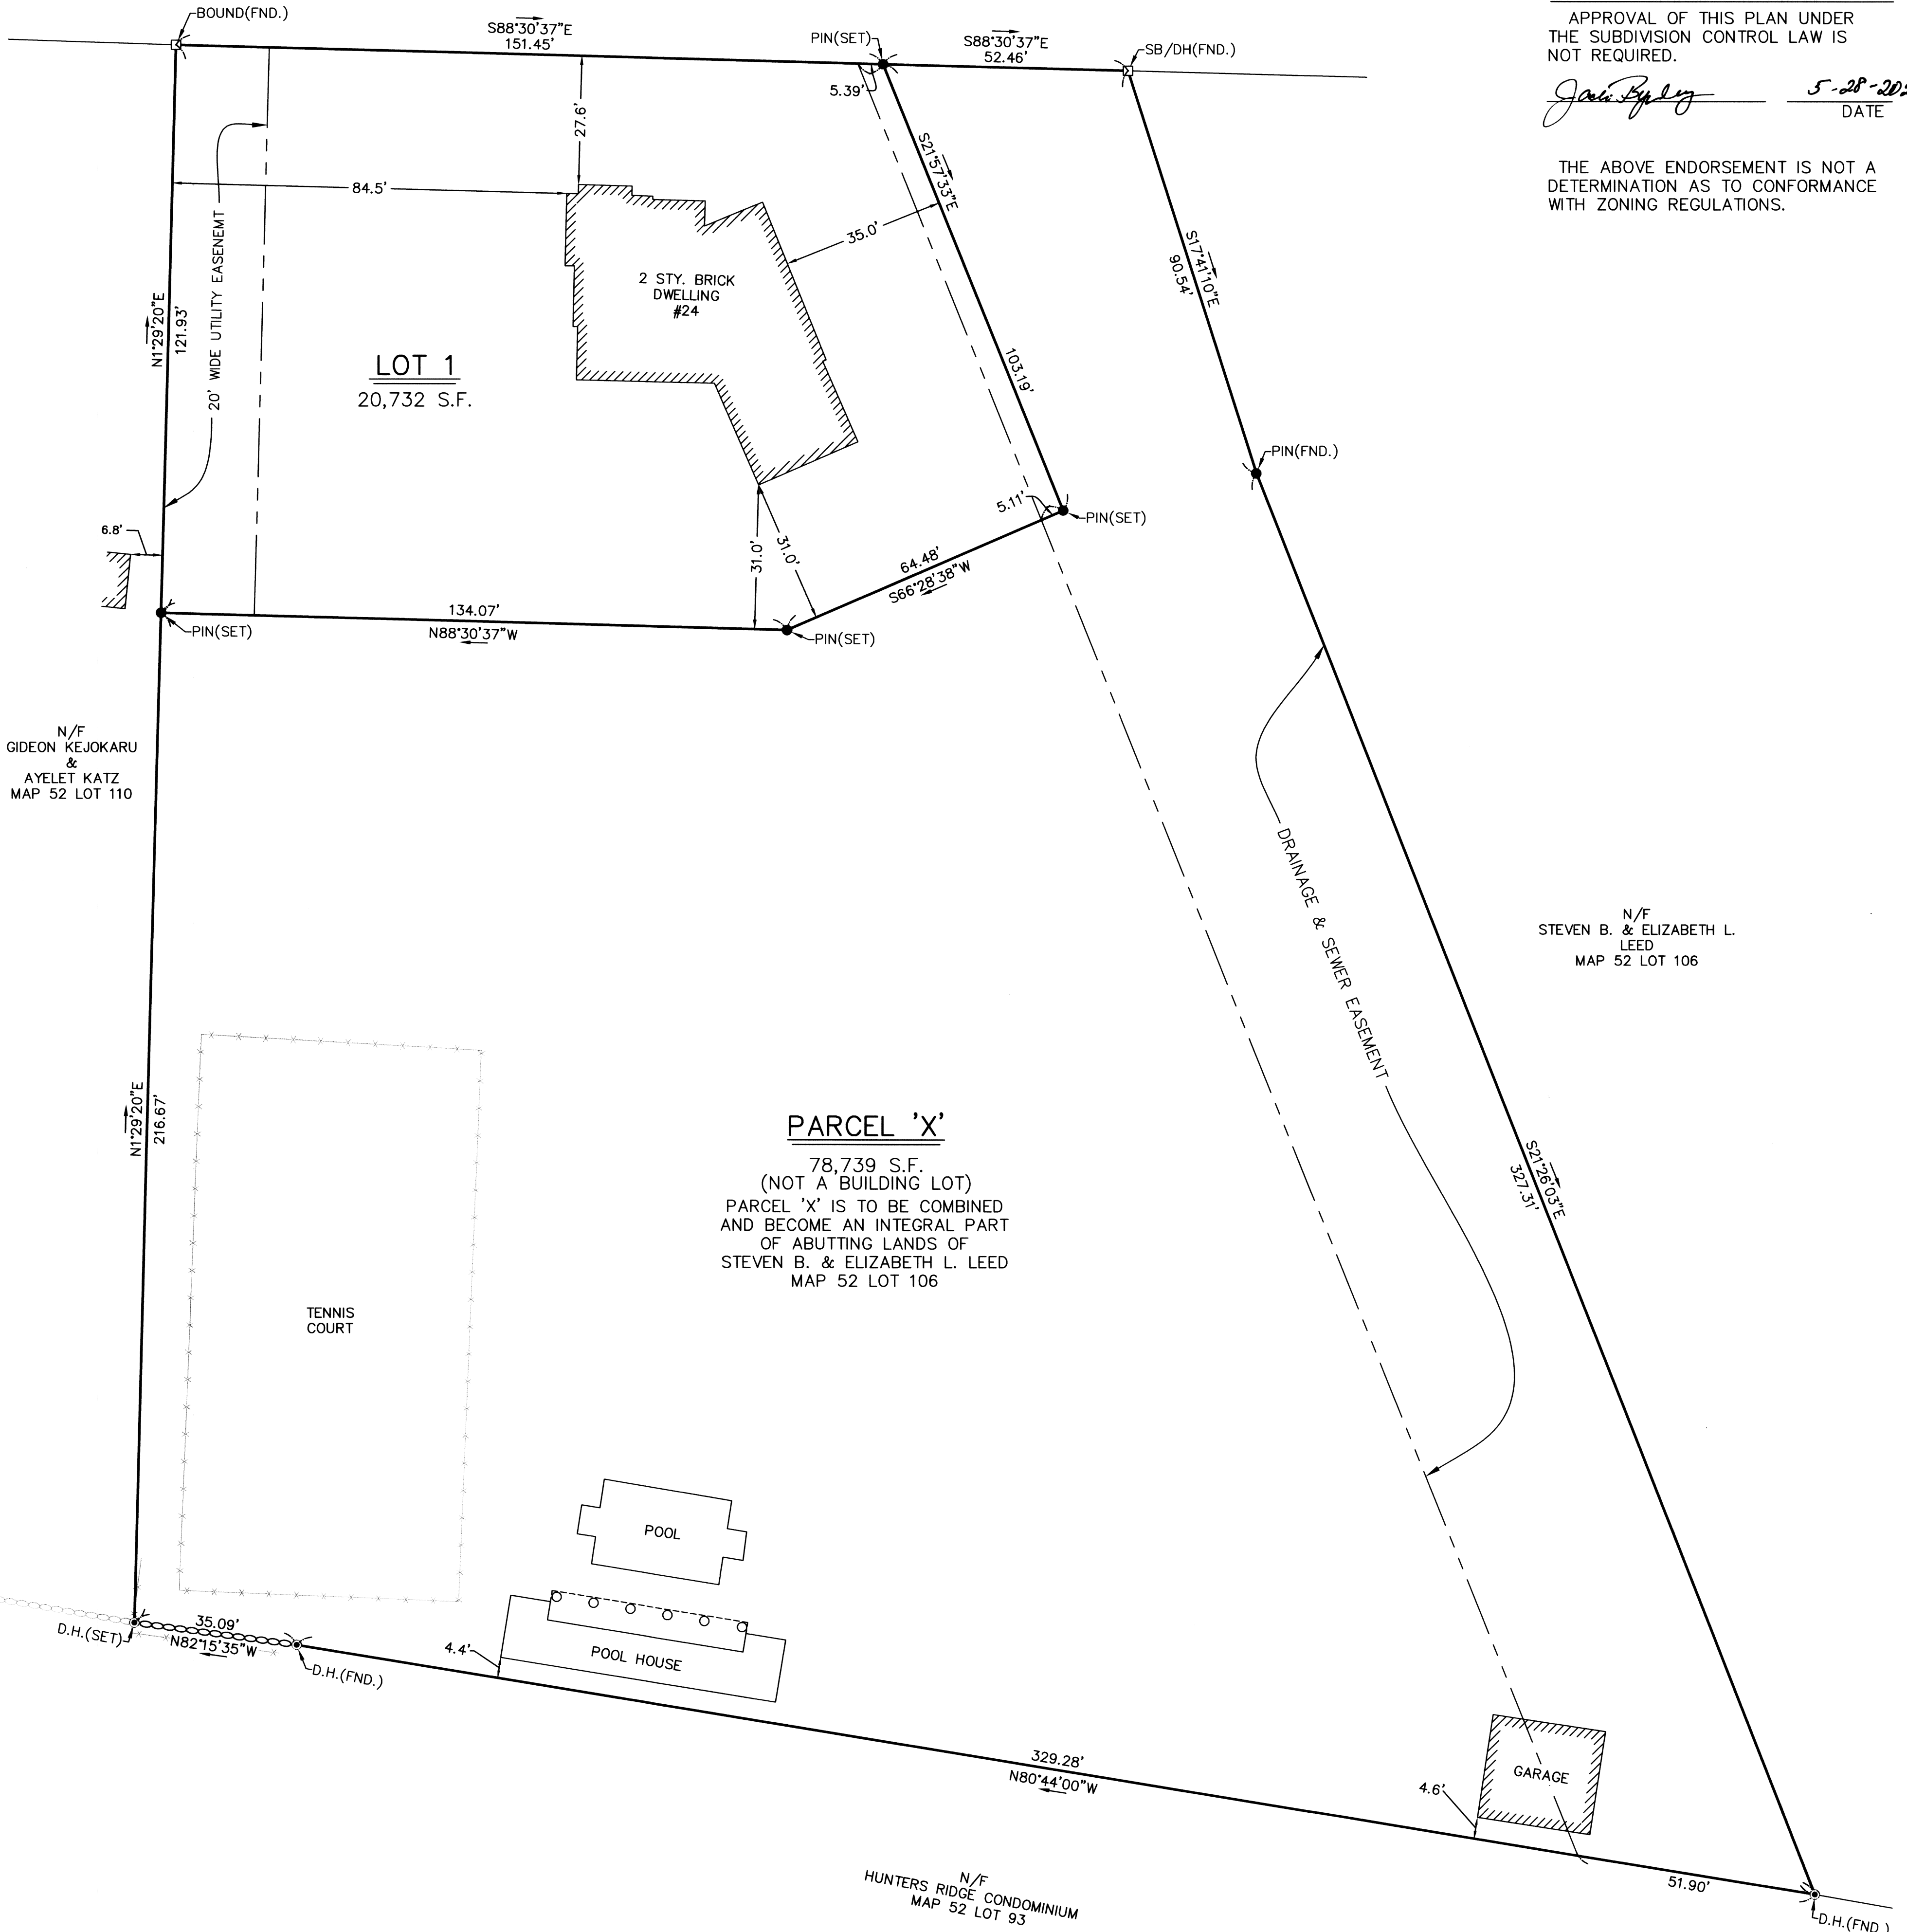 BOUND(FND.)
S88°30'37"E
151.45'
PIN(SET)
S88°30'37"E
52.46'
SB/DH(FND.)
APPROVAL OF THIS PLAN UNDER
THE SUBDIVISION CONTROL LAW IS
NOT REQUIRED.
5-28-202
DATE
THE ABOVE ENDORSEMENT IS NOT A
DETERMINATION AS TO CONFORMANCE
WITH ZONING REGULATIONS.
5.39'
27.6'
S21°57'33"E
103.19'
84.5'
35.0'
20' WIDE UTILITY EASENEMT
2 STY. BRICK
DWELLING
#24
S17°41'10"E
90.54'
N1°29'20"E
121.93'
LOT 1
20,732 S.F.
PIN(FND.)
5.11'
PIN(SET)
6.8'
31.0'
31.0'
64.48'
S66°28'38"W
134.07'
N88°30'37"W
PIN(SET)
PIN(SET)
N/F
GIDEON KEJOKARU
&
AYELET KATZ
MAP 52 LOT 110
DRAINAGE & SEWER EASEMENT
N/F
STEVEN B. & ELIZABETH L.
LEED
MAP 52 LOT 106
N1°29'20"E
216.67'
PARCEL 'X'
78,739 S.F.
(NOT A BUILDING LOT)
PARCEL 'X' IS TO BE COMBINED
AND BECOME AN INTEGRAL PART
OF ABUTTING LANDS OF
STEVEN B. & ELIZABETH L. LEED
MAP 52 LOT 106
S21°26'03"E
327.31'
TENNIS
COURT
POOL
POOL HOUSE
35.09'
N82°15'35"W
D.H.(SET)
D.H.(FND.)
4.4'
329.28'
N80°44'00"W
4.6'
GARAGE
51.90'
D.H.(FND.)
N/F
HUNTERS RIDGE CONDOMINIUM
MAP 52 LOT 93